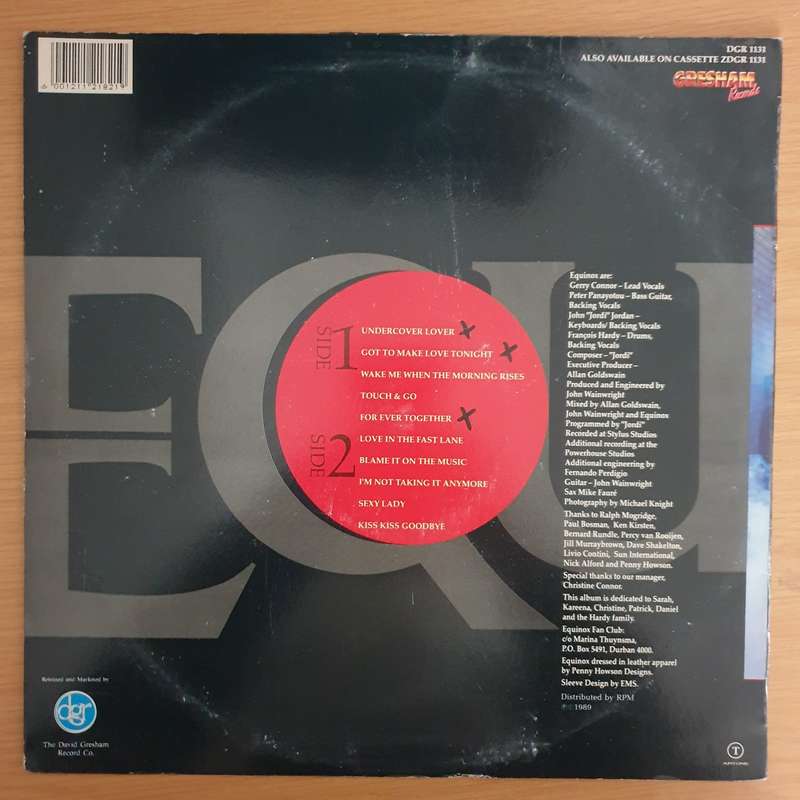 6 001211 218219
DGR 1131
ALSO AVAILABLE ON CASSETTE ZDGR 1131
GRESHAM
Records
EQU
SIDE 1
UNDERCOVER LOVER X
GOT TO MAKE LOVE TONIGHT X
WAKE ME WHEN THE MORNING RISES
TOUCH & GO
FOR EVER TOGETHER X
SIDE 2
LOVE IN THE FAST LANE
BLAME IT ON THE MUSIC
I'M NOT TAKING IT ANYMORE
SEXY LADY
KISS KISS GOODBYE
Equinox are:
Gerry Connor – Lead Vocals
Peter Panayotou – Bass Guitar,
Backing Vocals
John "Jordi" Jordan –
Keyboards/ Backing Vocals
François Hardy – Drums,
Backing Vocals
Composer – "Jordi"
Executive Producer –
Allan Goldswain
Produced and Engineered by
John Wainwright
Mixed by Allan Goldswain,
John Wainwright and Equinox
Programmed by "Jordi"
Recorded at Stylus Studios
Additional recording at the
Powerhouse Studios
Additional engineering by
Fernando Perdigio
Guitar – John Wainwright
Sax Mike Fauré
Photography by Michael Knight
Thanks to Ralph Mogridge,
Paul Bosman, Ken Kirsten,
Bernard Rundle, Percy van Rooijen,
Jill Murraybrown, Dave Shakelton,
Livio Contini, Sun International,
Nick Alford and Penny Howson.
Special thanks to our manager,
Christine Connor.
This album is dedicated to Sarah,
Kareena, Christine, Patrick, Daniel
and the Hardy family.
Equinox Fan Club:
c/o Marina Thuynsma,
P.O. Box 5491, Durban 4000.
Equinox dressed in leather apparel
by Penny Howson Designs.
Sleeve Design by EMS.
Distributed by RPM
℗© 1989
Released and Marketed by
dgr
The David Gresham
Record Co.
T